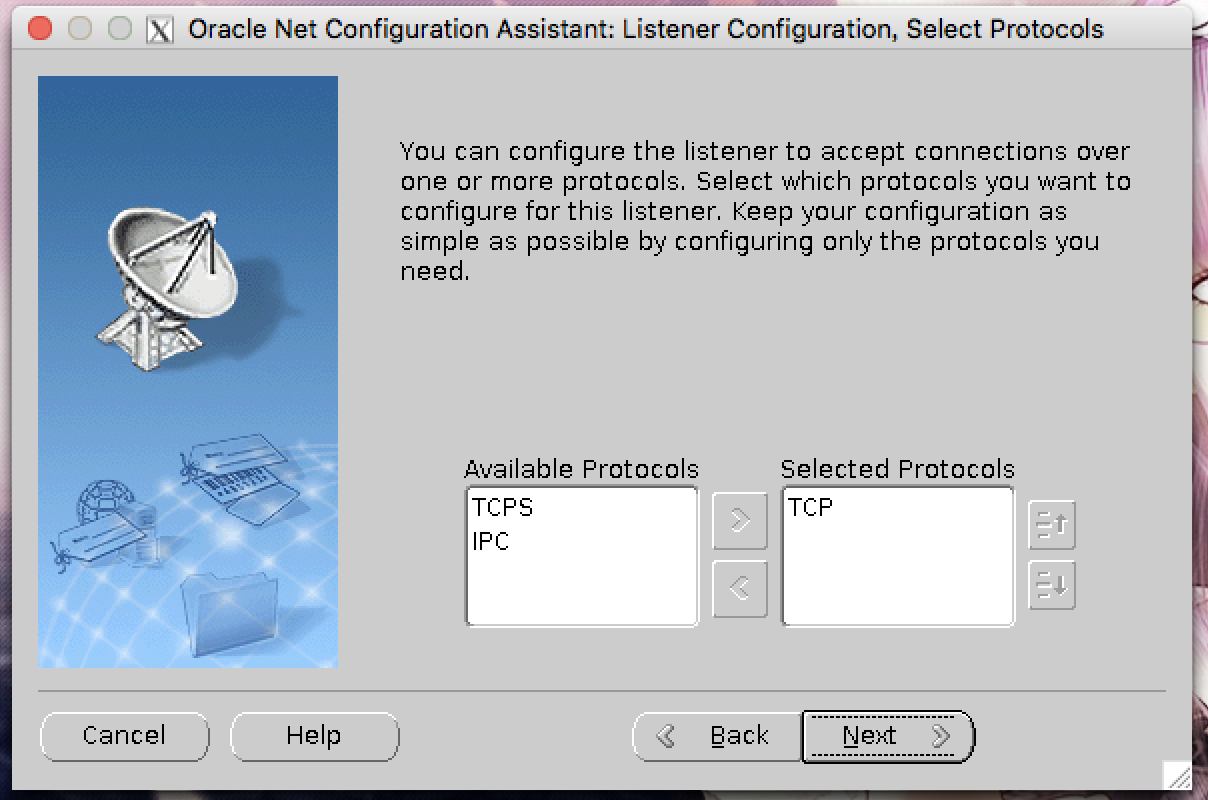 Oracle Net Configuration Assistant: Listener Configuration, Select Protocols
You can configure the listener to accept connections over
one or more protocols. Select which protocols you want to
configure for this listener. Keep your configuration as
simple as possible by configuring only the protocols you
need.
Available Protocols
TCPS
IPC
Selected Protocols
TCP
Cancel
Help
Back
Next